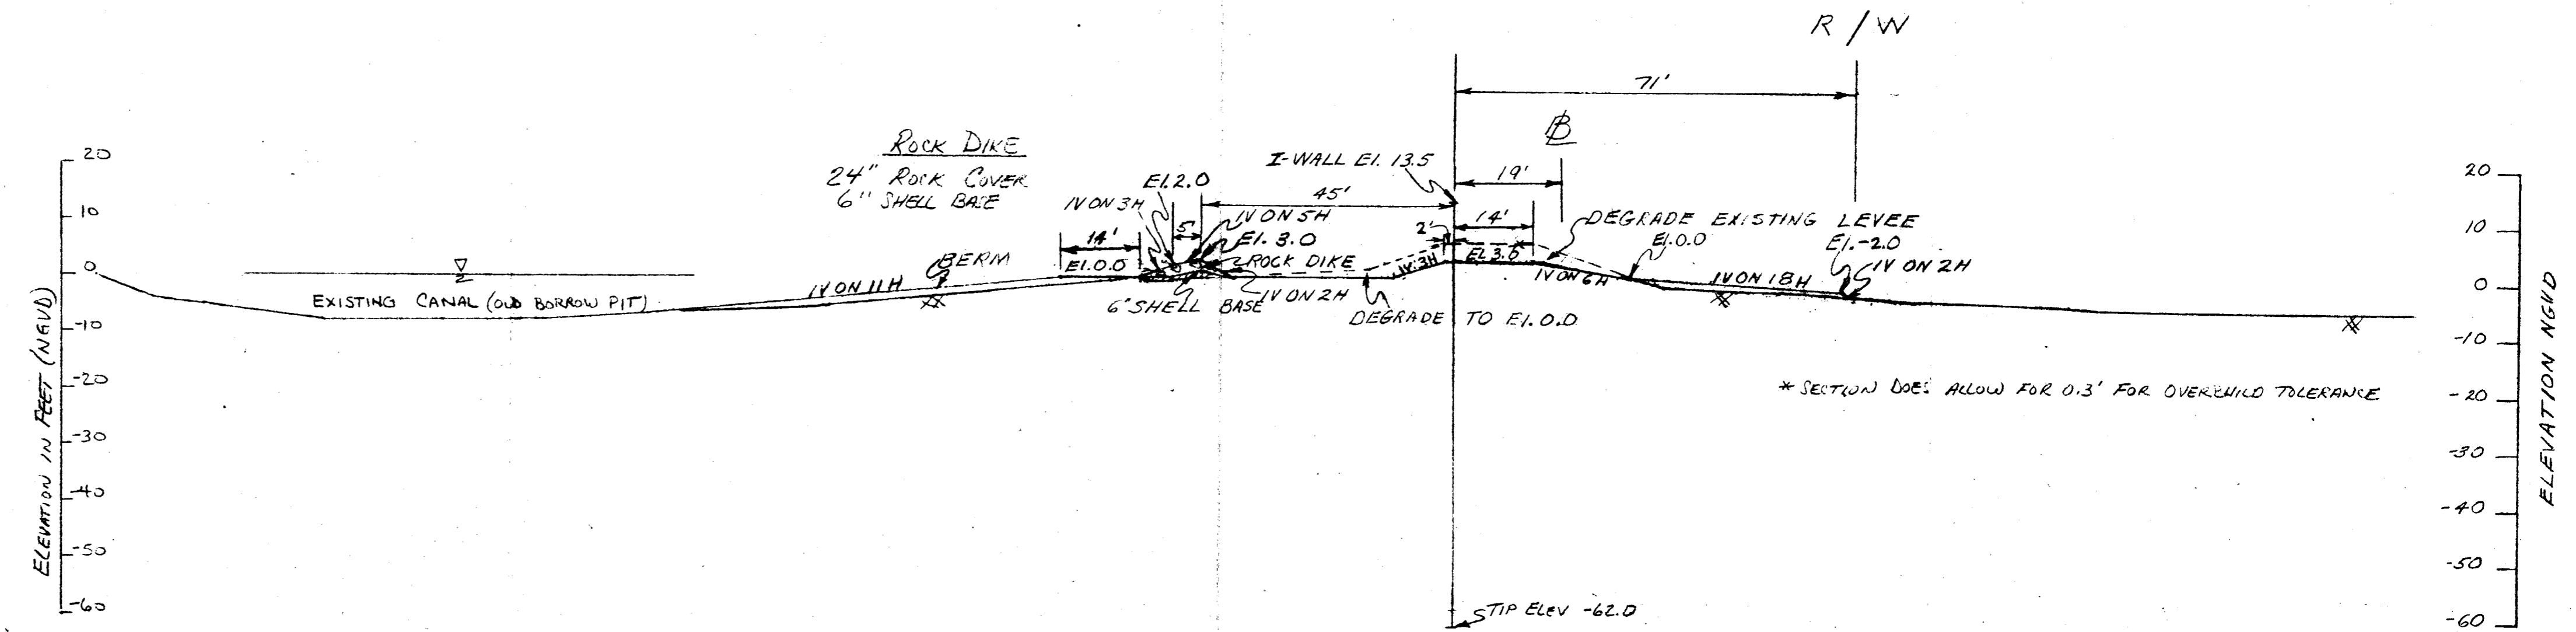 R/W
71'
℄B
ROCK DIKE
24" ROCK COVER
6" SHELL BASE
I-WALL El. 13.5
19'
El. 2.0
45'
1V ON 3H
5'
1V ON 5H
El. 3.0
14'
El. 0.0
ROCK DIKE
2'
14'
DEGRADE EXISTING LEVEE
El. 0.0
El. -2.0
1V ON 2H
BERM
1V ON 11H
EXISTING CANAL (OLD BORROW PIT)
6" SHELL BASE
1V ON 2H
DEGRADE TO El. 0.0
1V:3H
El. 3.0
1V ON 6H
1V ON 18H
* SECTION DOES ALLOW FOR 0.3' FOR OVERBUILD TOLERANCE
STIP ELEV -62.0
ELEVATION IN FEET (NGVD)
20
10
0
-10
-20
-30
-40
-50
-60
ELEVATION NGVD
20
10
0
-10
-20
-30
-40
-50
-60